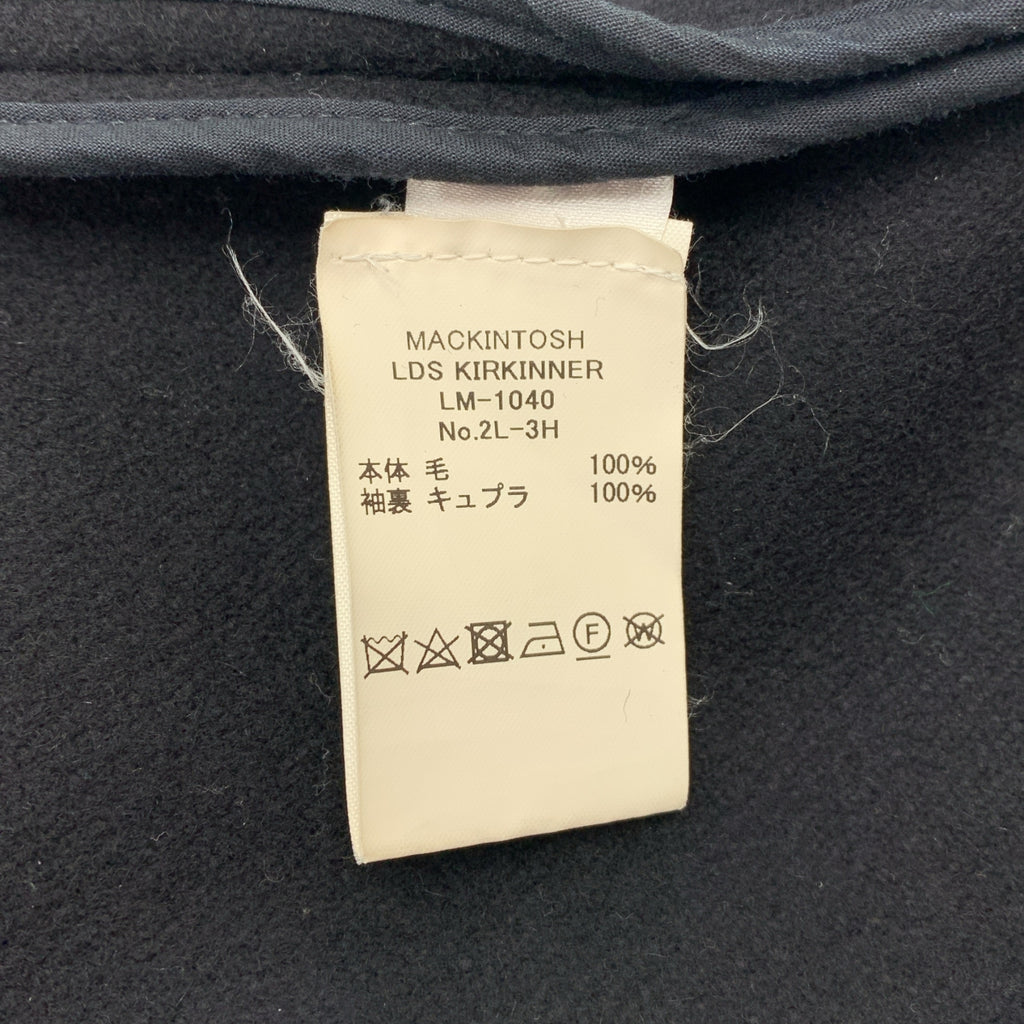 MACKINTOSH
LDS KIRKINNER
LM-1040
No.2L-3H
本体 毛 100%
袖裏 キュプラ 100%
F W